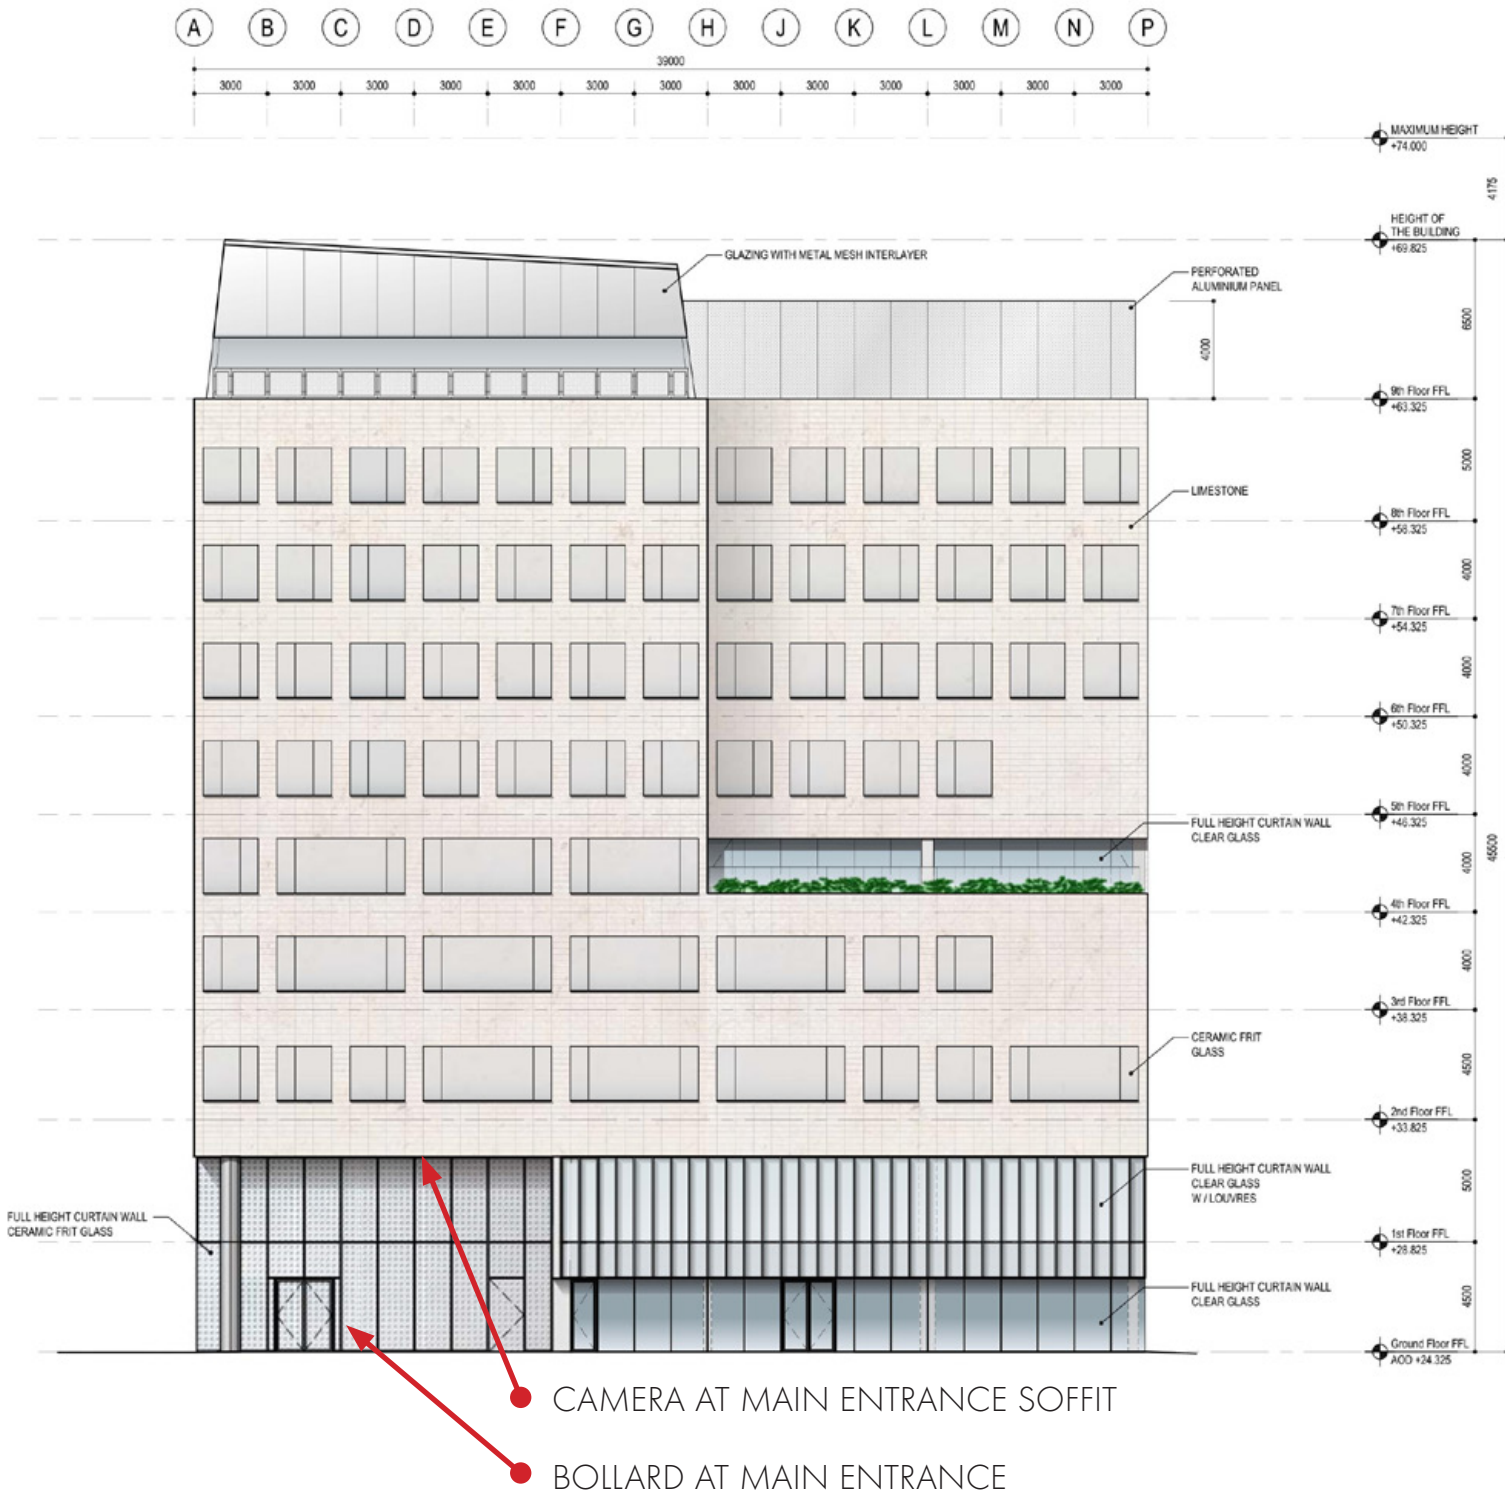 A B C D E F G H J K L M N P
39000
3000 3000 3000 3000 3000 3000 3000 3000 3000 3000 3000 3000 3000
MAXIMUM HEIGHT
+74.000
4175
HEIGHT OF
THE BUILDING
+69.825
GLAZING WITH METAL MESH INTERLAYER
PERFORATED
ALUMINIUM PANEL
6500
4000
9th Floor FFL
+63.325
5000
LIMESTONE
8th Floor FFL
+58.325
4000
7th Floor FFL
+54.325
4000
6th Floor FFL
+50.325
4000
5th Floor FFL
+46.325
FULL HEIGHT CURTAIN WALL
CLEAR GLASS
4000
45500
4th Floor FFL
+42.325
4000
3rd Floor FFL
+38.325
CERAMIC FRIT
GLASS
4500
2nd Floor FFL
+33.825
FULL HEIGHT CURTAIN WALL
CLEAR GLASS
W / LOUVRES
5000
FULL HEIGHT CURTAIN WALL
CERAMIC FRIT GLASS
1st Floor FFL
+28.825
FULL HEIGHT CURTAIN WALL
CLEAR GLASS
4500
Ground Floor FFL
AOD +24.325
CAMERA AT MAIN ENTRANCE SOFFIT
BOLLARD AT MAIN ENTRANCE